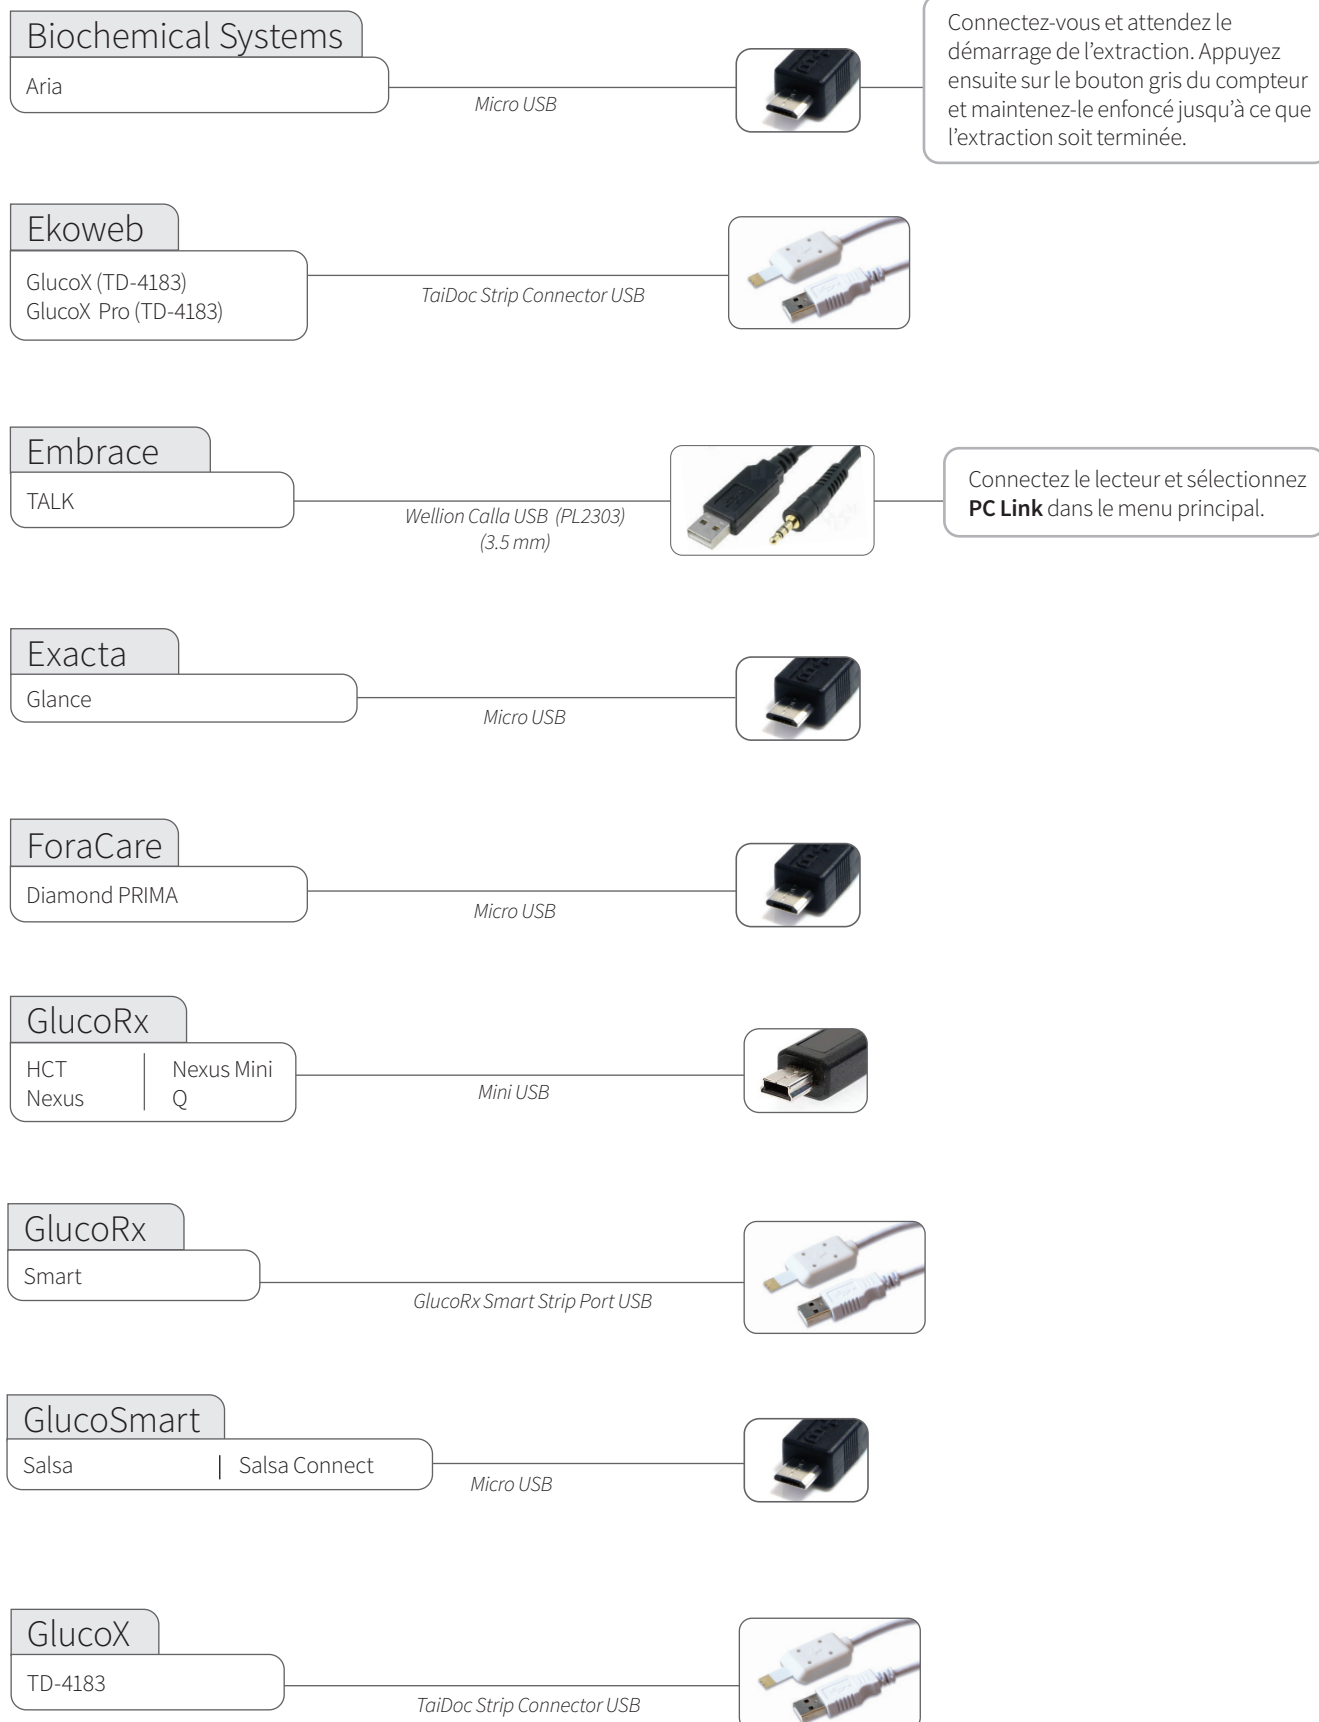 Biochemical Systems
Aria
Micro USB
Connectez-vous et attendez le
démarrage de l’extraction. Appuyez
ensuite sur le bouton gris du compteur
et maintenez-le enfoncé jusqu’à ce que
l’extraction soit terminée.
Ekoweb
GlucoX (TD-4183)
GlucoX Pro (TD-4183)
TaiDoc Strip Connector USB
Embrace
TALK
Wellion Calla USB (PL2303)
(3.5 mm)
Connectez le lecteur et sélectionnez
PC Link dans le menu principal.
Exacta
Glance
Micro USB
ForaCare
Diamond PRIMA
Micro USB
GlucoRx
HCT | Nexus Mini
Nexus | Q
Mini USB
GlucoRx
Smart
GlucoRx Smart Strip Port USB
GlucoSmart
Salsa | Salsa Connect
Micro USB
GlucoX
TD-4183
TaiDoc Strip Connector USB